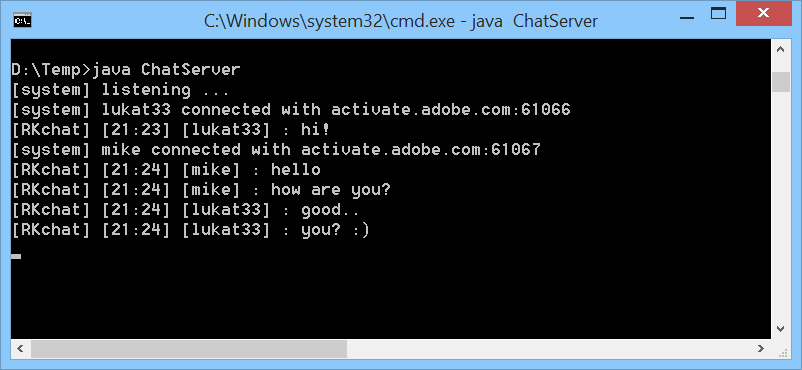 C:\Windows\system32\cmd.exe - java  ChatServer
D:\Temp>java ChatServer
[system] listening ...
[system] lukat33 connected with activate.adobe.com:61066
[RKchat] [21:23] [lukat33] : hi!
[system] mike connected with activate.adobe.com:61067
[RKchat] [21:24] [mike] : hello
[RKchat] [21:24] [mike] : how are you?
[RKchat] [21:24] [lukat33] : good..
[RKchat] [21:24] [lukat33] : you? :)